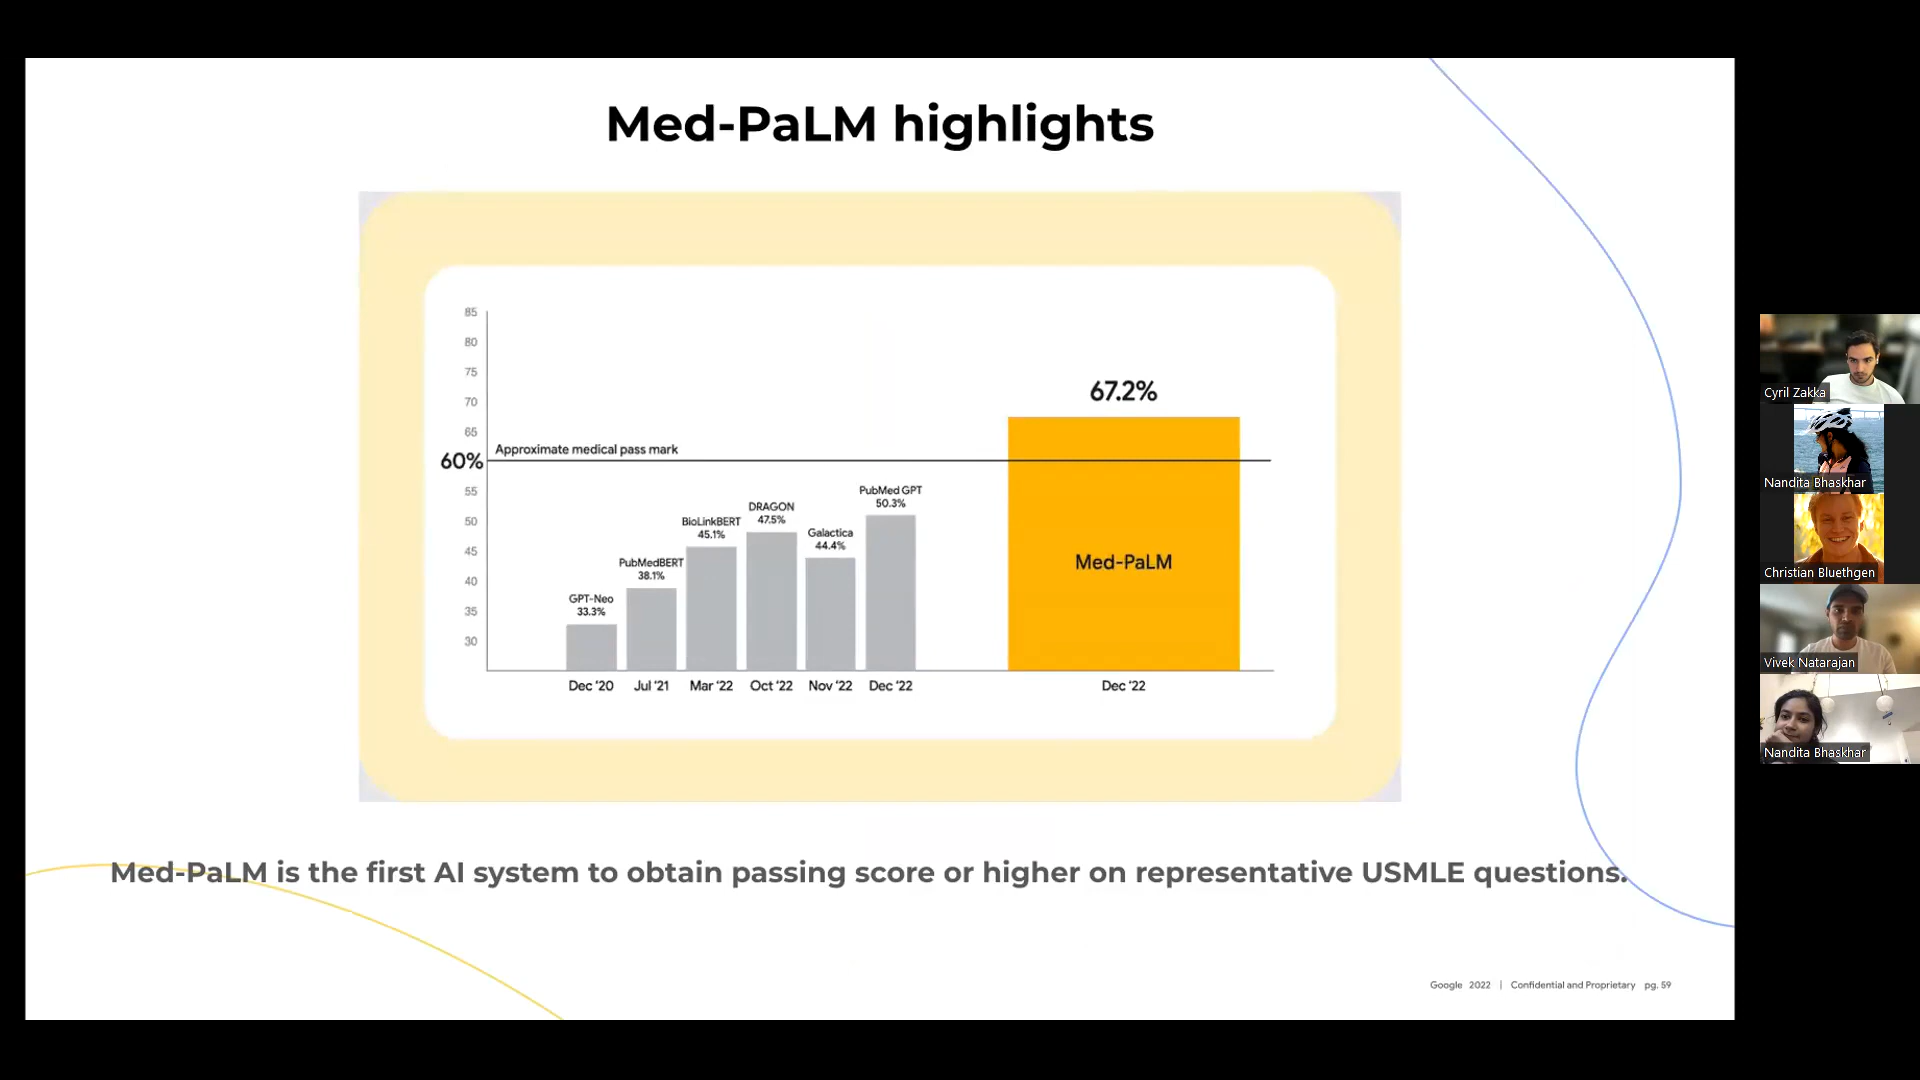 Med-PaLM highlights
85
80
75
70
65
60%
55
50
45
40
35
30
Approximate medical pass mark
GPT-Neo
33.3%
PubMedBERT
38.1%
BioLinkBERT
45.1%
DRAGON
47.5%
Galactica
44.4%
PubMed GPT
50.3%
67.2%
Med-PaLM
Dec '20
Jul '21
Mar '22
Oct '22
Nov '22
Dec '22
Dec '22
Med-PaLM is the first AI system to obtain passing score or higher on representative USMLE questions.
Google 2022 | Confidential and Proprietary pg. 59
Cyril Zakka
Nandita Bhaskhar
Christian Bluethgen
Vivek Natarajan
Nandita Bhaskhar